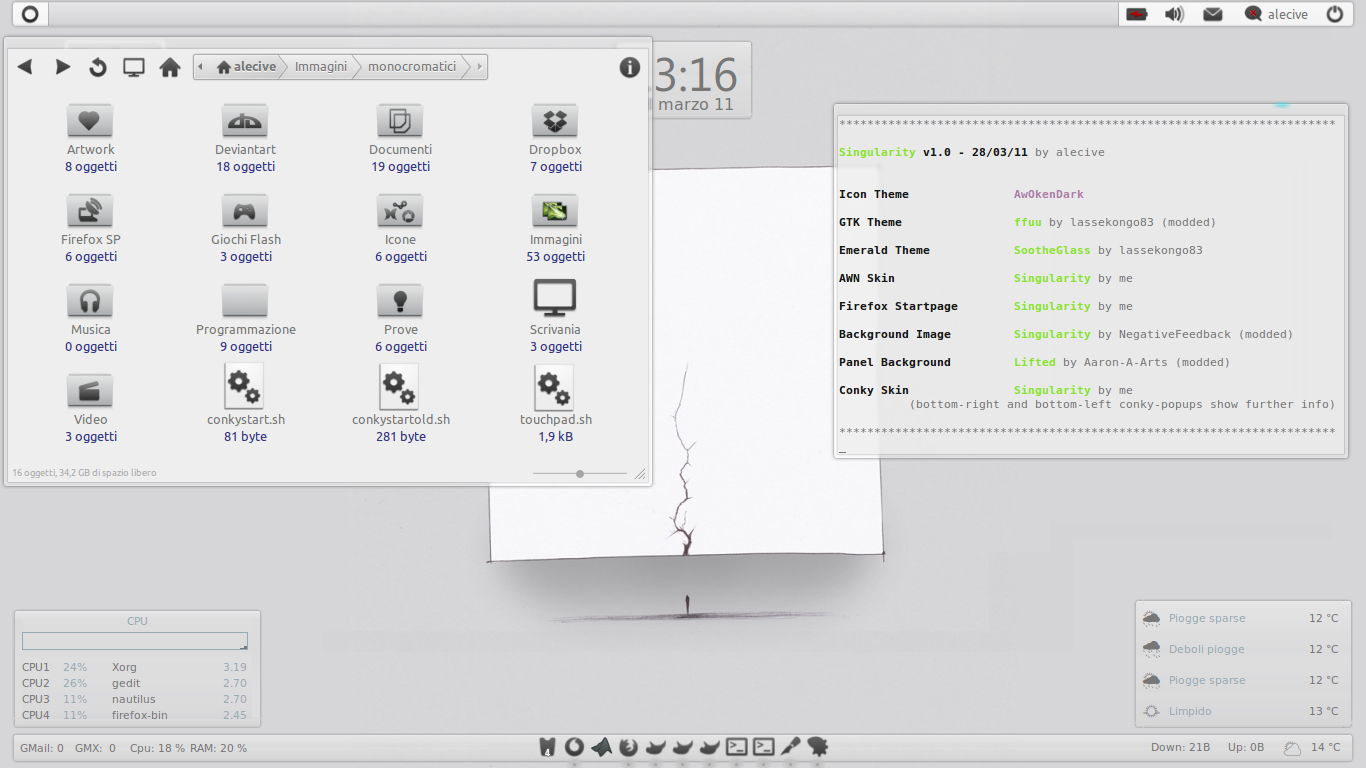 alecive
alecive Immagini monocromatici
3:16
marzo 11
Artwork Deviantart Documenti Dropbox
8 oggetti 18 oggetti 19 oggetti 7 oggetti
Firefox SP Giochi Flash Icone Immagini
6 oggetti 3 oggetti 6 oggetti 53 oggetti
Musica Programmazione Prove Scrivania
0 oggetti 9 oggetti 6 oggetti 3 oggetti
Video conkystart.sh conkystartold.sh touchpad.sh
3 oggetti 81 byte 281 byte 1,9 kB
16 oggetti, 34,2 GB di spazio libero
***********************************************************************
Singularity v1.0 - 28/03/11 by alecive
Icon Theme AwOkenDark
GTK Theme ffuu by lassekongo83 (modded)
Emerald Theme SootheGlass by lassekongo83
AWN Skin Singularity by me
Firefox Startpage Singularity by me
Background Image Singularity by NegativeFeedback (modded)
Panel Background Lifted by Aaron-A-Arts (modded)
Conky Skin Singularity by me
(bottom-right and bottom-left conky-popups show further info)
***********************************************************************
_
CPU
CPU1 24% Xorg 3.19
CPU2 26% gedit 2.70
CPU3 11% nautilus 2.70
CPU4 11% firefox-bin 2.45
Piogge sparse 12 °C
Deboli piogge 12 °C
Piogge sparse 12 °C
Limpido 13 °C
GMail: 0 GMX: 0 Cpu: 18 % RAM: 20 %
4
Down: 21B Up: 0B 14 °C